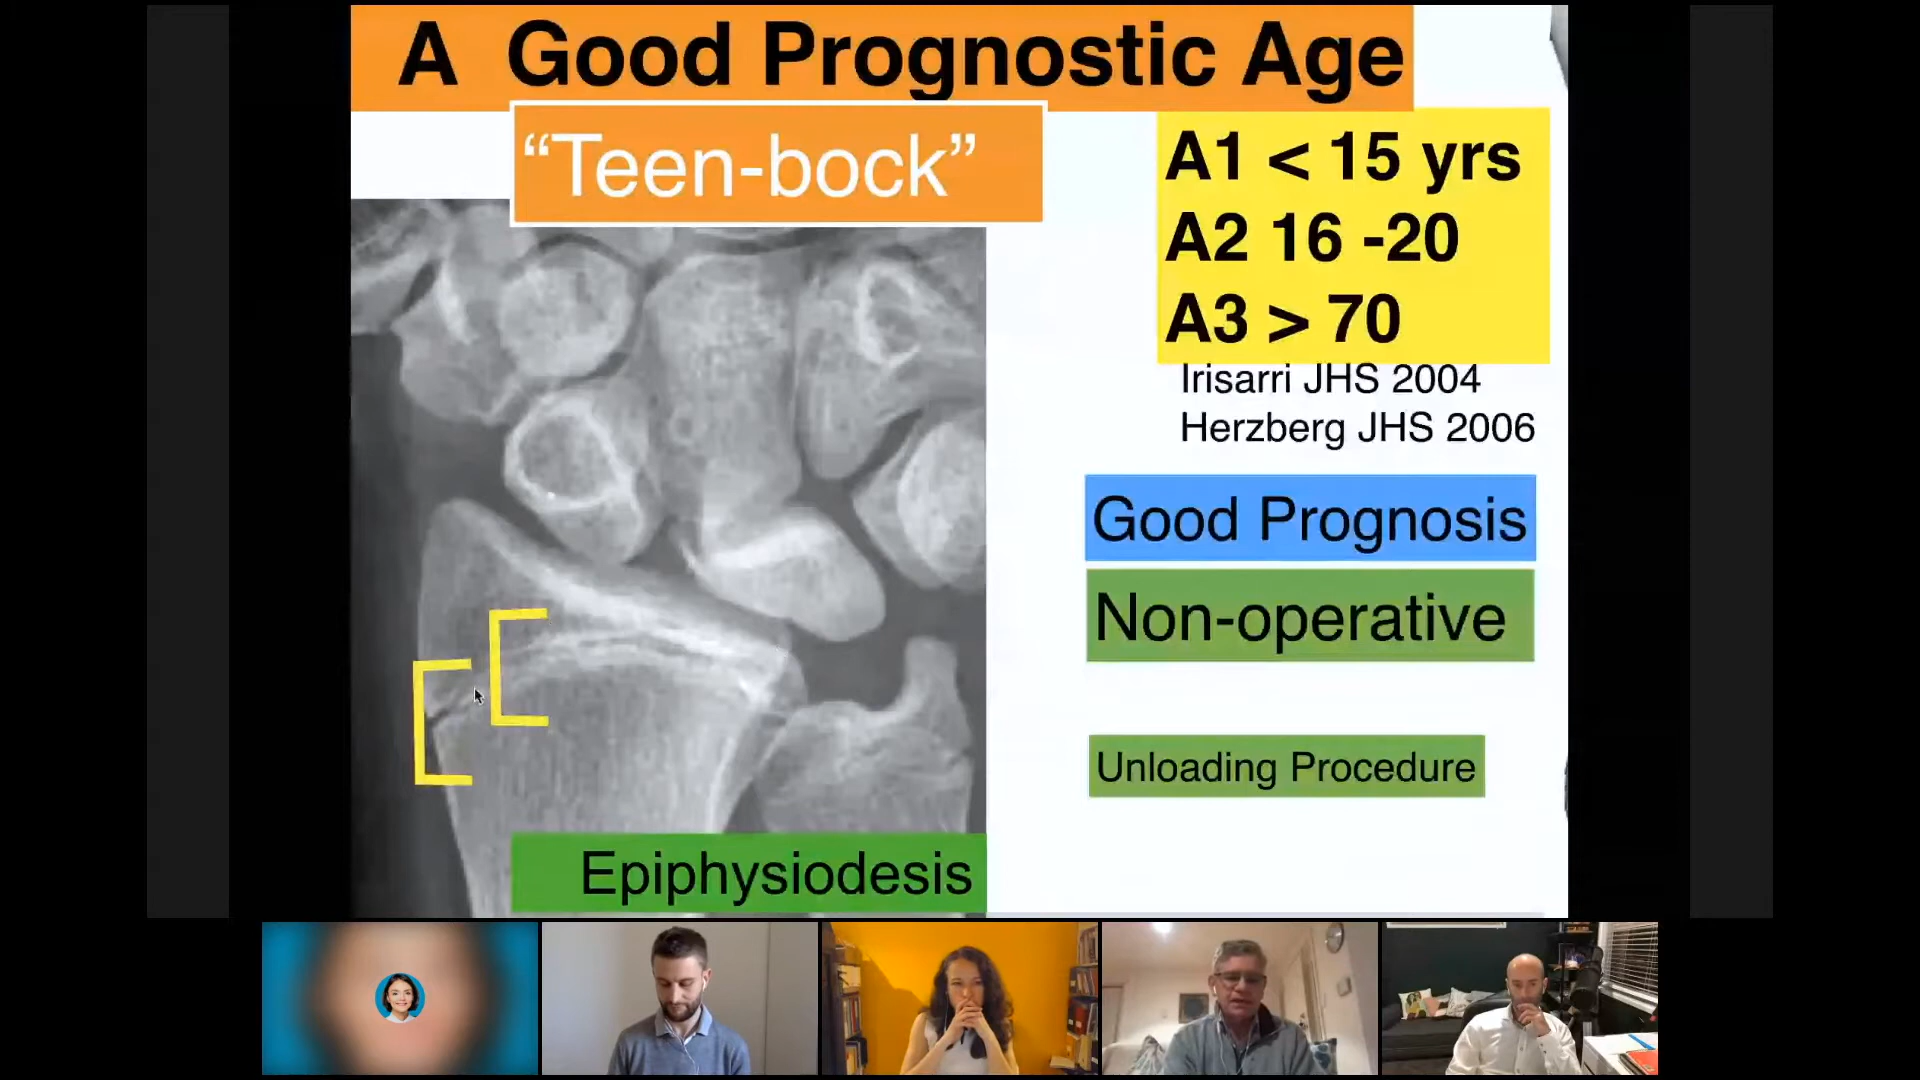 A Good Prognostic Age
“Teen-bock”
A1 < 15 yrs
A2 16 -20
A3 > 70
Irisarri JHS 2004
Herzberg JHS 2006
Good Prognosis
Non-operative
Unloading Procedure
Epiphysiodesis